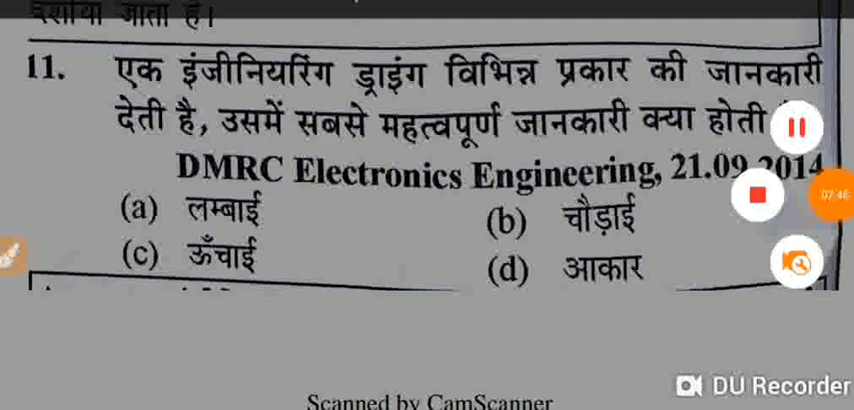 दर्शाया जाता है।
11. एक इंजीनियरिंग ड्राइंग विभिन्न प्रकार की जानकारी
देती है, उसमें सबसे महत्वपूर्ण जानकारी क्या होती
DMRC Electronics Engineering, 21.09.2014
(a) लम्बाई (b) चौड़ाई
(c) ऊँचाई (d) आकार
07:46
DU Recorder
Scanned by CamScanner